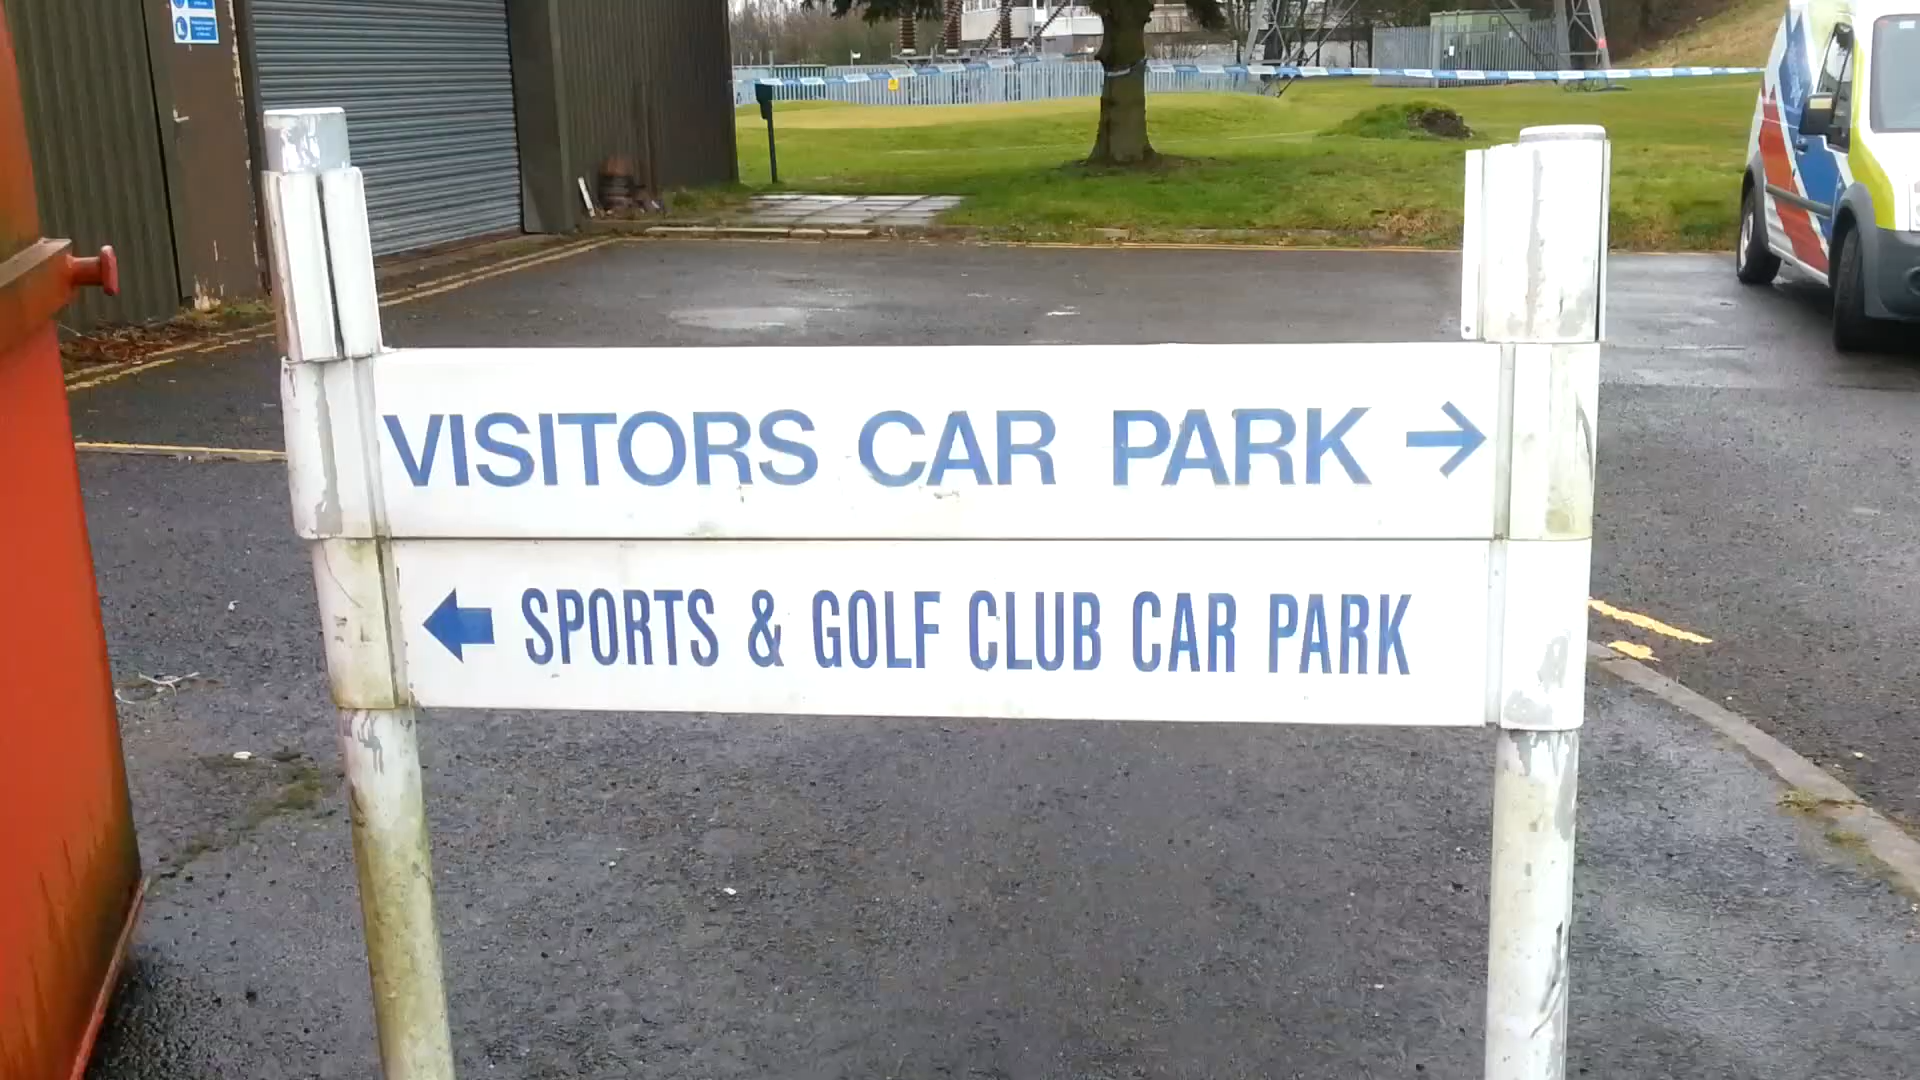 VISITORS CAR PARK →
← SPORTS & GOLF CLUB CAR PARK